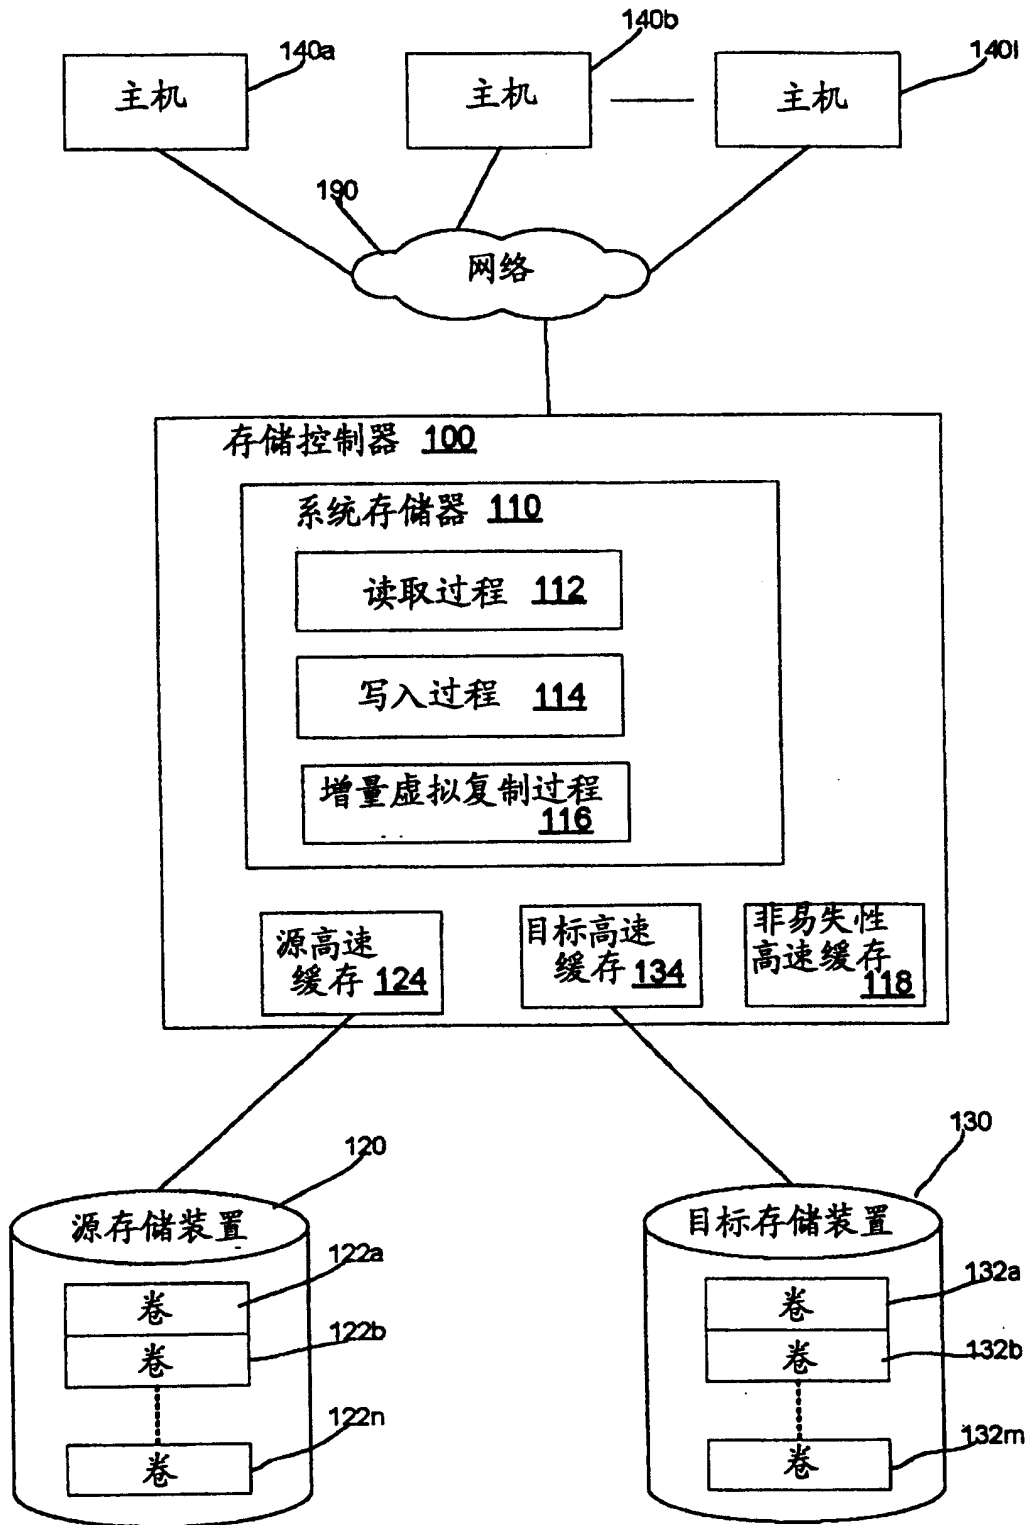 140a
140b
140l
主机
主机
主机
190
网络
存储控制器 100
系统存储器 110
读取过程 112
写入过程 114
增量虚拟复制过程
116
源高速
缓存 124
目标高速
缓存 134
非易失性
高速缓存
118
120
130
源存储装置
目标存储装置
122a
卷
122b
卷
122n
卷
132a
卷
132b
卷
132m
卷